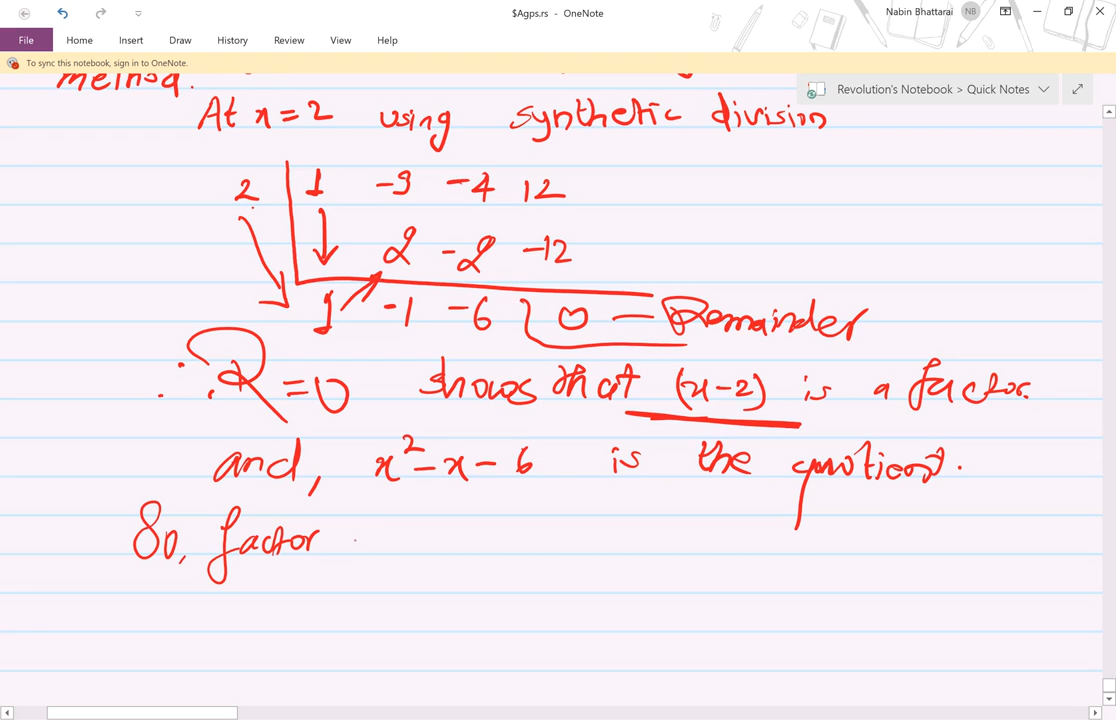 $Agps.rs - OneNote
Nabin Bhattarai NB
File Home Insert Draw History Review View Help
To sync this notebook, sign in to OneNote.
Revolution's Notebook > Quick Notes
method.
At x=2 using synthetic division
2 1 -3 -4 12
2 -2 -12
1 -1 -6 0 — Remainder
∴ R = 0 shows that (x-2) is a factor.
and, x²-x-6 is the quotient.
So, factor